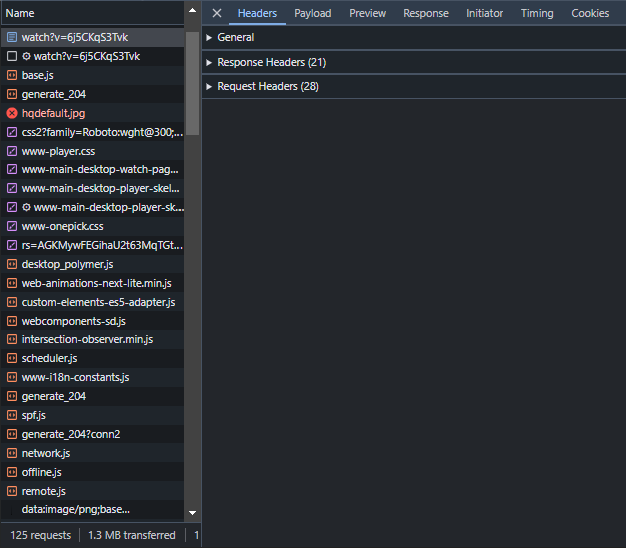 Name
watch?v=6j5CKqS3Tvk
watch?v=6j5CKqS3Tvk
base.js
generate_204
hqdefault.jpg
css2?family=Roboto:wght@300;...
www-player.css
www-main-desktop-watch-pag...
www-main-desktop-player-skel...
www-main-desktop-player-sk...
www-onepick.css
rs=AGKMywFEGihaU2t63MqTGt...
desktop_polymer.js
web-animations-next-lite.min.js
custom-elements-es5-adapter.js
webcomponents-sd.js
intersection-observer.min.js
scheduler.js
www-i18n-constants.js
generate_204
spf.js
generate_204?conn2
network.js
offline.js
remote.js
data:image/png;base...
125 requests 1.3 MB transferred 1
Headers Payload Preview Response Initiator Timing Cookies
General
Response Headers (21)
Request Headers (28)